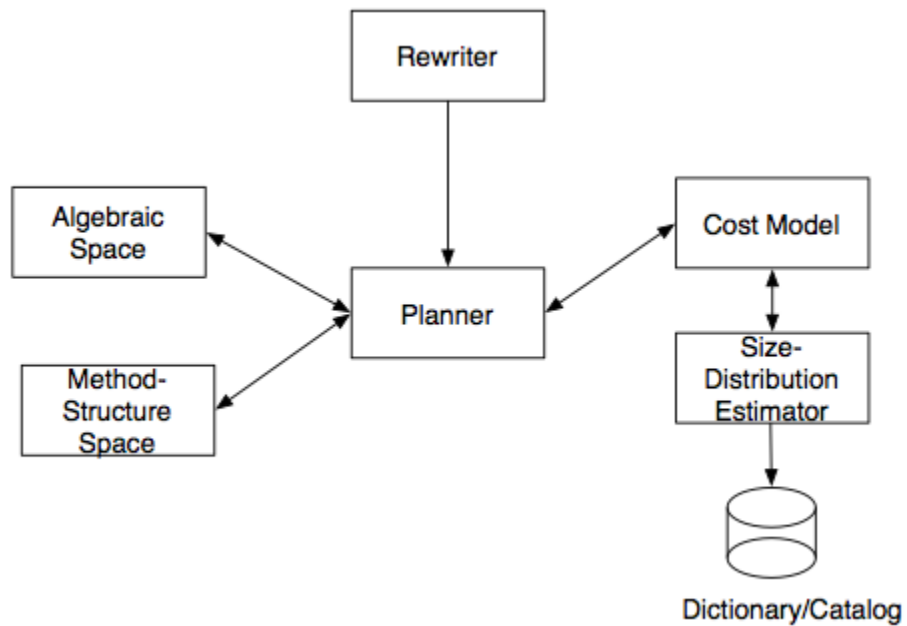 Rewriter
Algebraic
Space
Cost Model
Planner
Method-
Structure
Space
Size-
Distribution
Estimator
Dictionary/Catalog